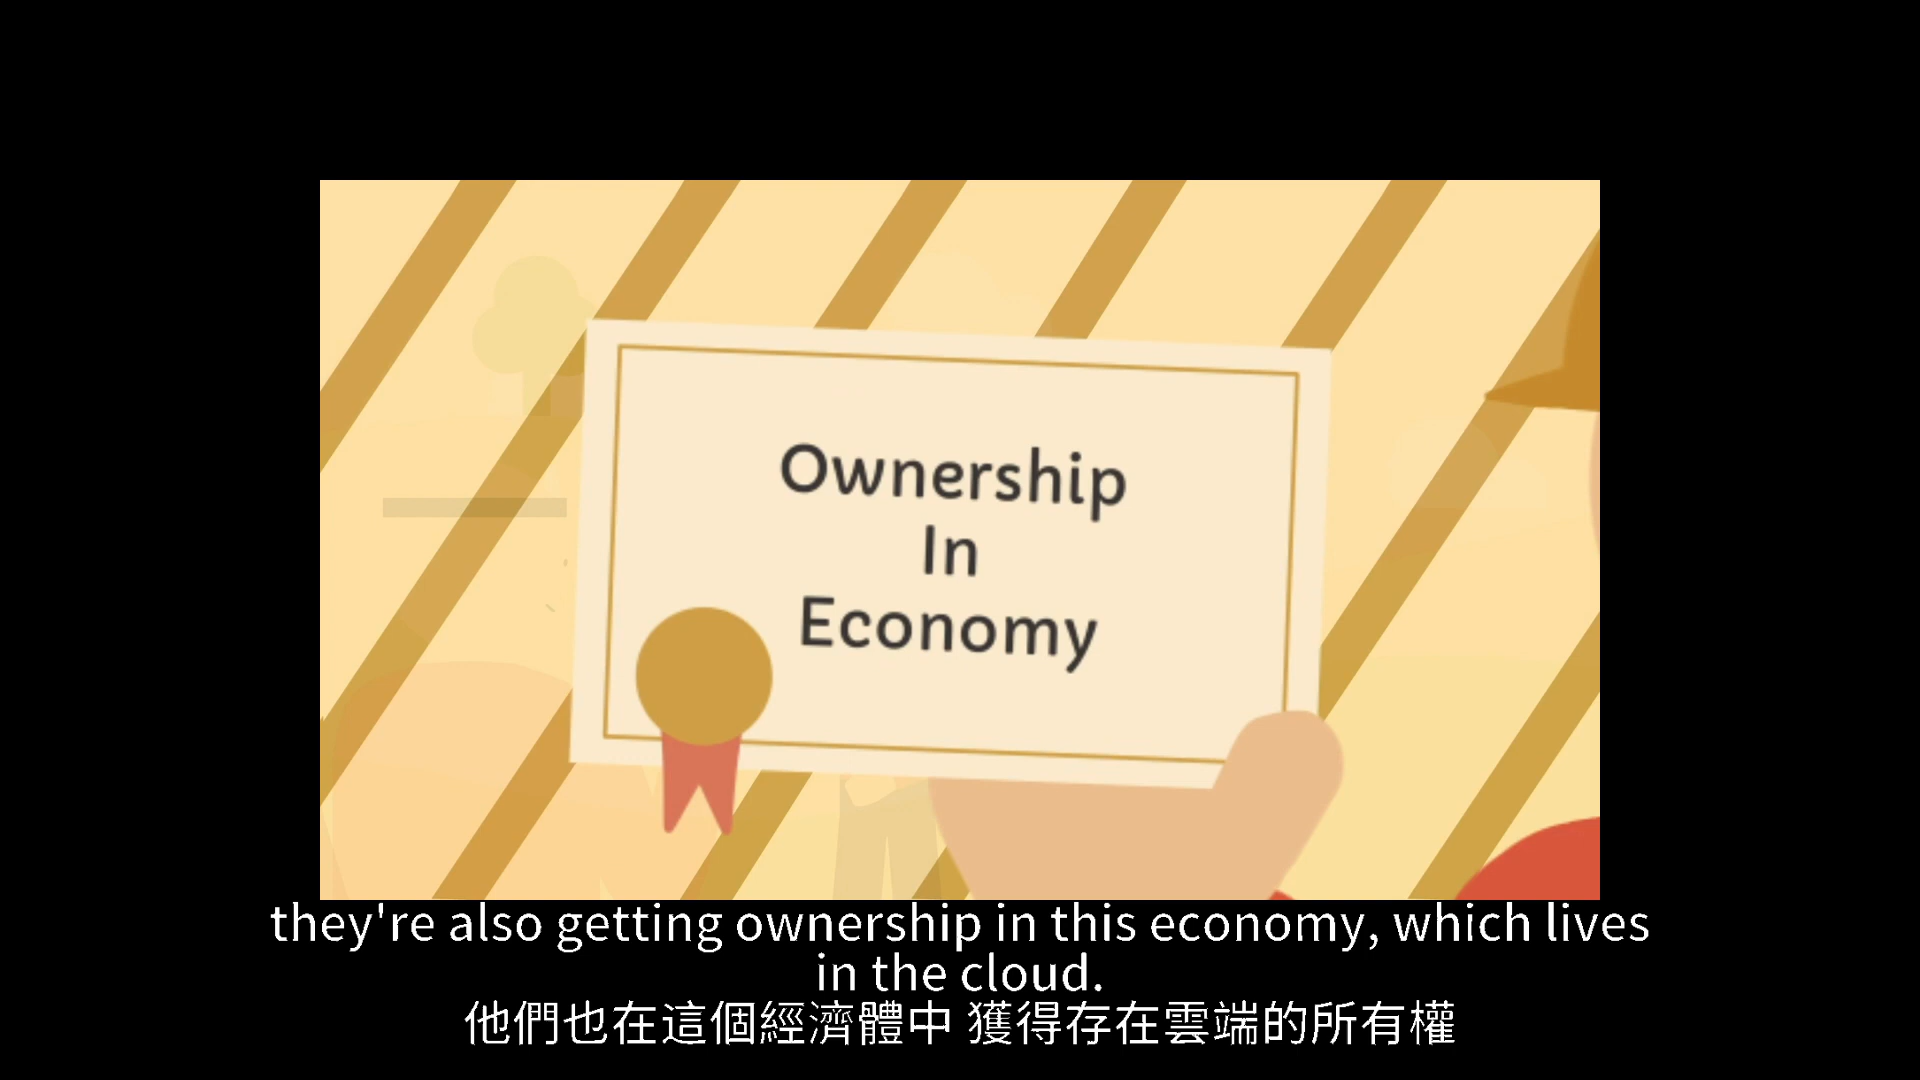 Ownership
In
Economy
they're also getting ownership in this economy, which lives
in the cloud.
他們也在這個經濟體中 獲得存在雲端的所有權